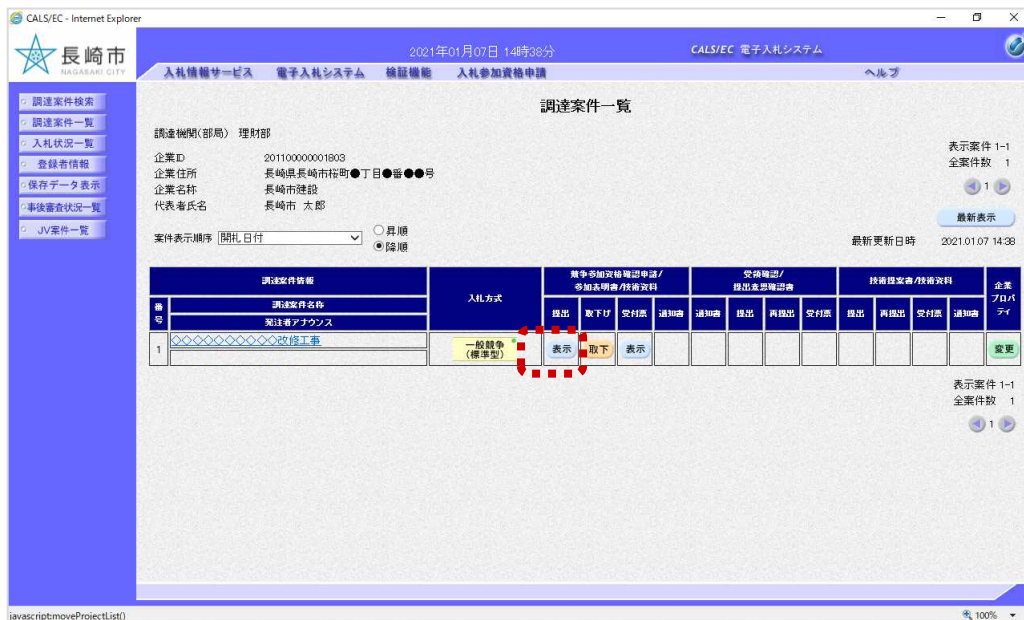 CALS/EC - Internet Explorer
長崎市
NAGASAKI CITY
2021年01月07日 14時38分
CALS/EC 電子入札システム
入札情報サービス 電子入札システム 検証機能 入札参加資格申請 ヘルプ
調達案件検索
調達案件一覧
入札状況一覧
登録者情報
保存データ表示
事後審査状況一覧
JV案件一覧
調達案件一覧
調達機関(部局) 理財部
企業ID 201100000001803
企業住所 長崎県長崎市桜町●丁目●番●●号
企業名称 長崎市建設
代表者氏名 長崎市 太郎
案件表示順序 開札日付
昇順
降順
表示案件 1-1
全案件数 1
1
最新表示
最新更新日時 2021.01.07 14:38
調達案件情報 入札方式 競争参加資格確認申請/参加表明書/技術資料 受領確認/提出意思確認書 技術提案書/技術資料 企業プロパティ
番号 調達案件名称 提出 取下げ 受付票 通知書 通知書 提出 再提出 受付票 提出 再提出 受付票 通知書
発注者アナウンス
1 ◇◇◇◇◇◇◇◇◇◇改修工事 一般競争(標準型) 表示 取下 表示 変更
表示案件 1-1
全案件数 1
1
javascript:moveProjectList()
100%